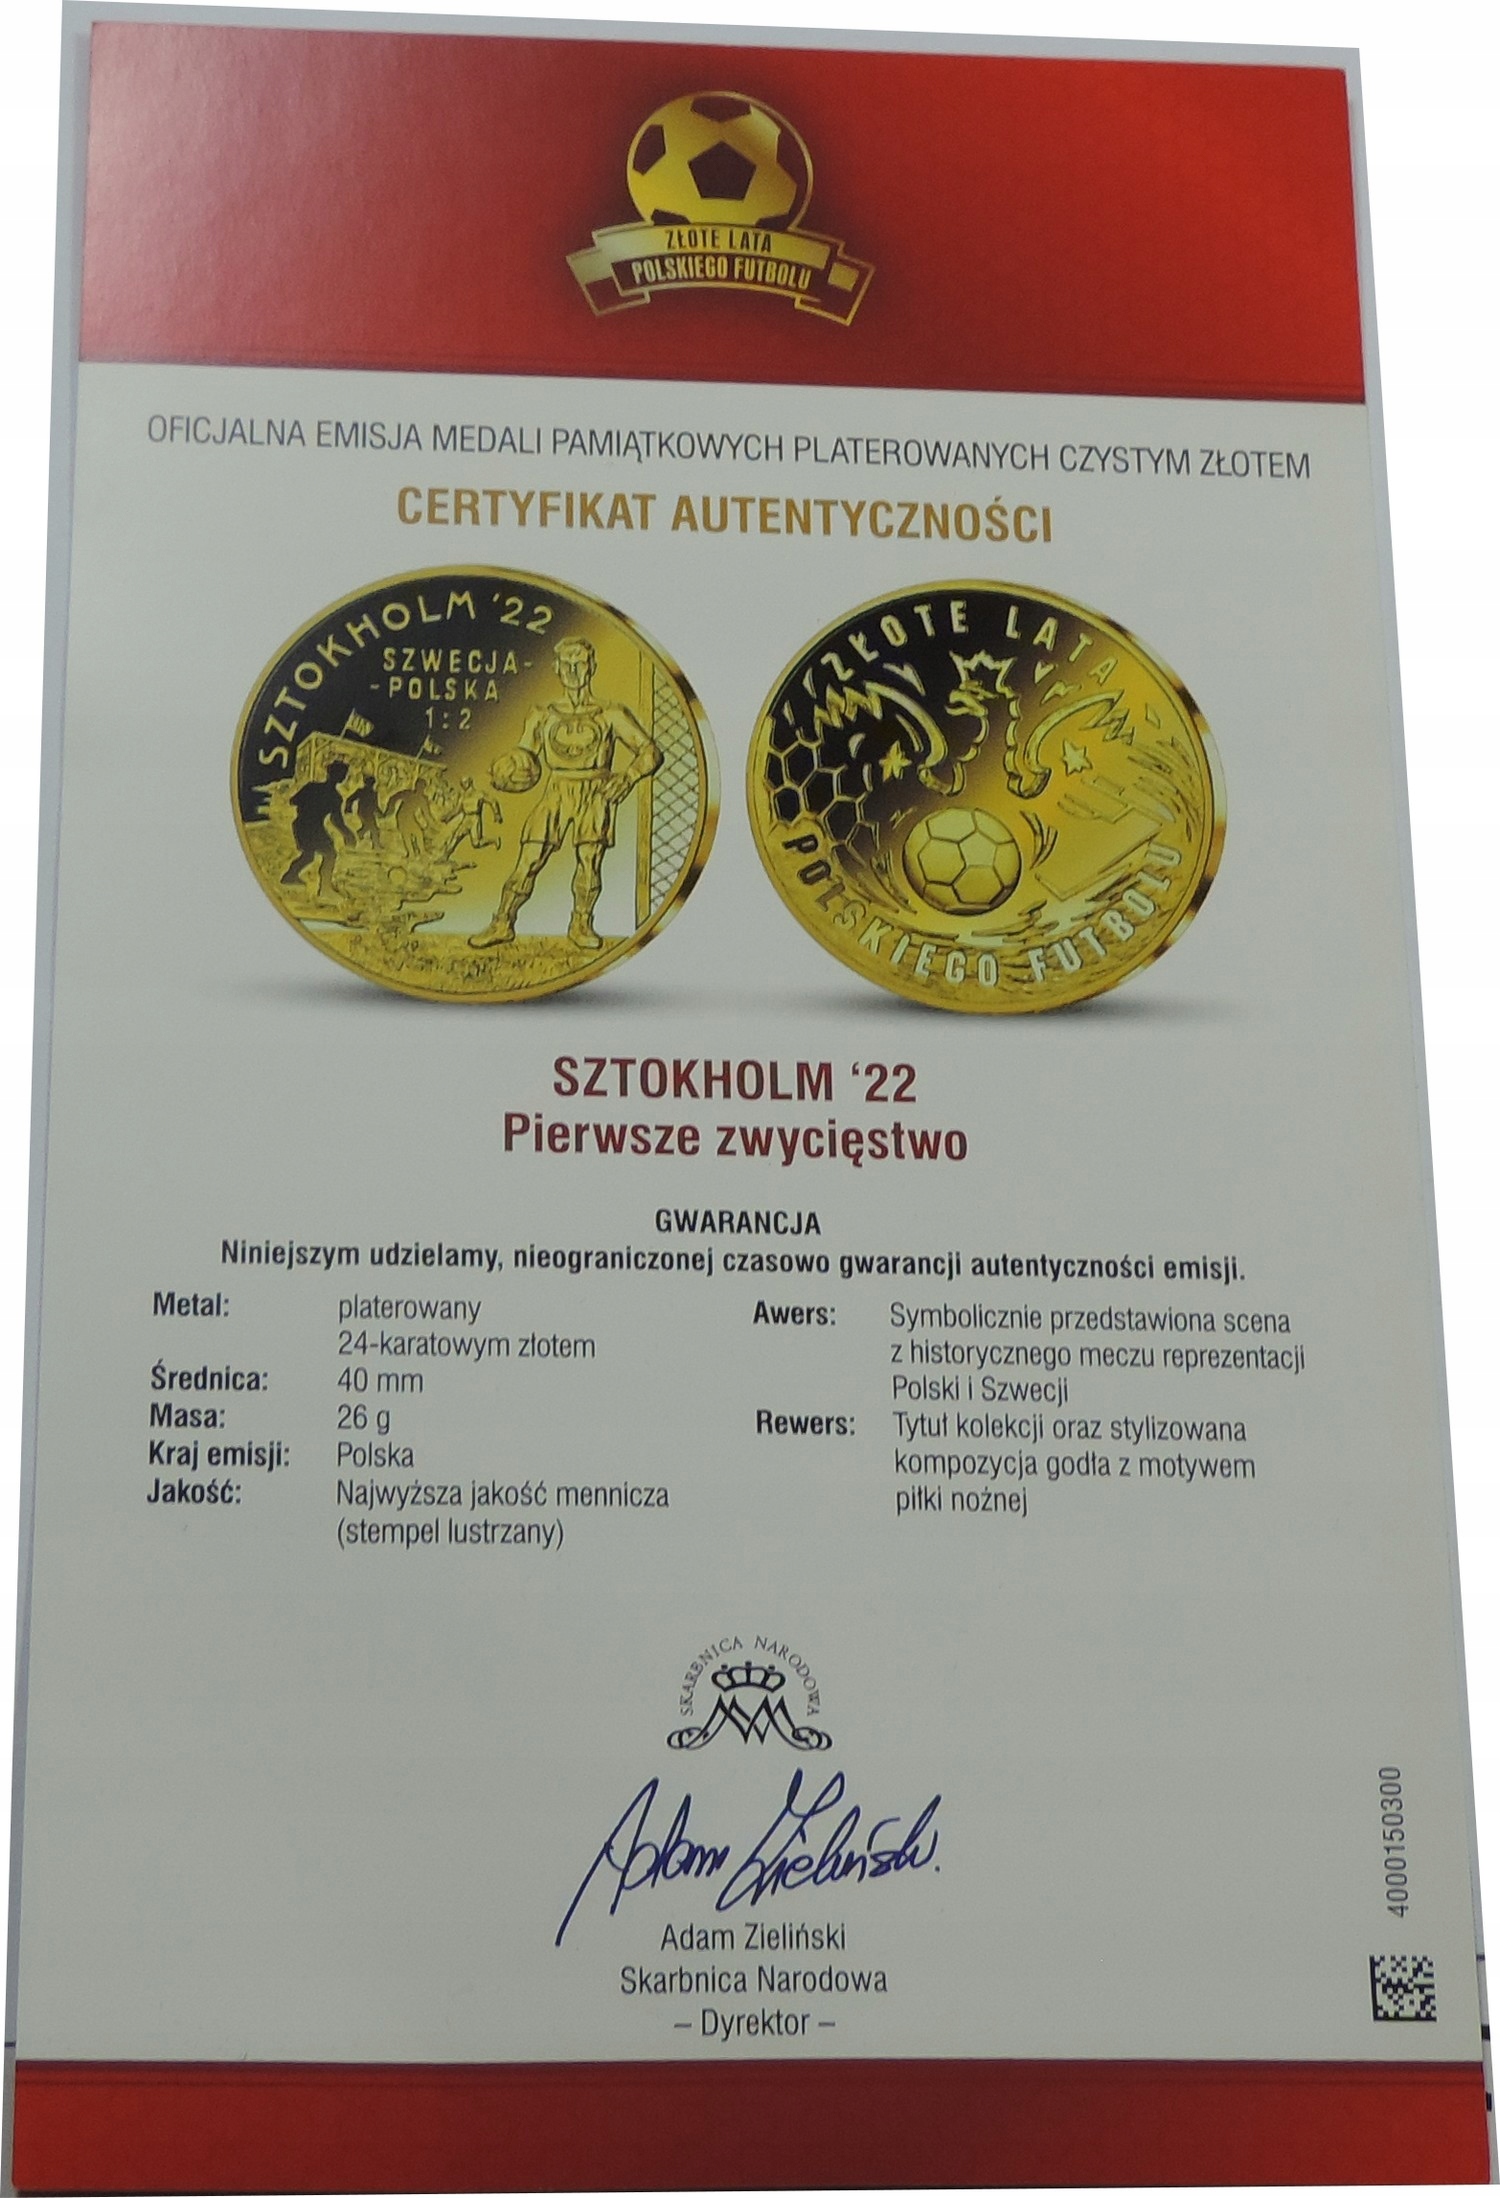 ZŁOTE LATA
POLSKIEGO FUTBOLU
OFICJALNA EMISJA MEDALI PAMIĄTKOWYCH PLATEROWANYCH CZYSTYM ZŁOTEM
CERTYFIKAT AUTENTYCZNOŚCI
SZTOKHOLM '22
SZWECJA-
-POLSKA
1:2
ZŁOTE LATA
POLSKIEGO FUTBOLU
SZTOKHOLM ‘22
Pierwsze zwycięstwo
GWARANCJA
Niniejszym udzielamy, nieograniczonej czasowo gwarancji autentyczności emisji.
Metal: platerowany
24-karatowym złotem
Średnica: 40 mm
Masa: 26 g
Kraj emisji: Polska
Jakość: Najwyższa jakość mennicza
(stempel lustrzany)
Awers: Symbolicznie przedstawiona scena
z historycznego meczu reprezentacji
Polski i Szwecji
Rewers: Tytuł kolekcji oraz stylizowana
kompozycja godła z motywem
piłki nożnej
SKARBNICA NARODOWA
Adam Zieliński
Adam Zieliński
Skarbnica Narodowa
– Dyrektor –
4000150300